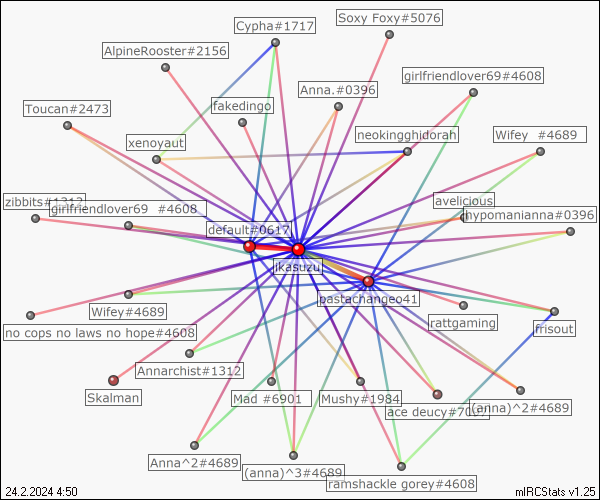 Soxy Foxy#5076
Cypha#1717
AlpineRooster#2156
girlfriendlover69#4608
Anna.#0396
fakedingo
Toucan#2473
neokingghidorah
Wifey #4689
xenoyaut
zibbits#1312
girlfriendlover69 #4608
avelicious
hypomanianna#0396
default#0617
ikasuzu
pastachangeo41
Wifey#4689
rattgaming
no cops no laws no hope#4608
frisout
Annarchist#1312
Skalman
Mad #6901
Mushy#1984
ace deucy#70
(anna)^2#4689
Anna^2#4689
(anna)^3#4689
ramshackle gorey#4608
24.2.2024 4:50
mIRCStats v1.25